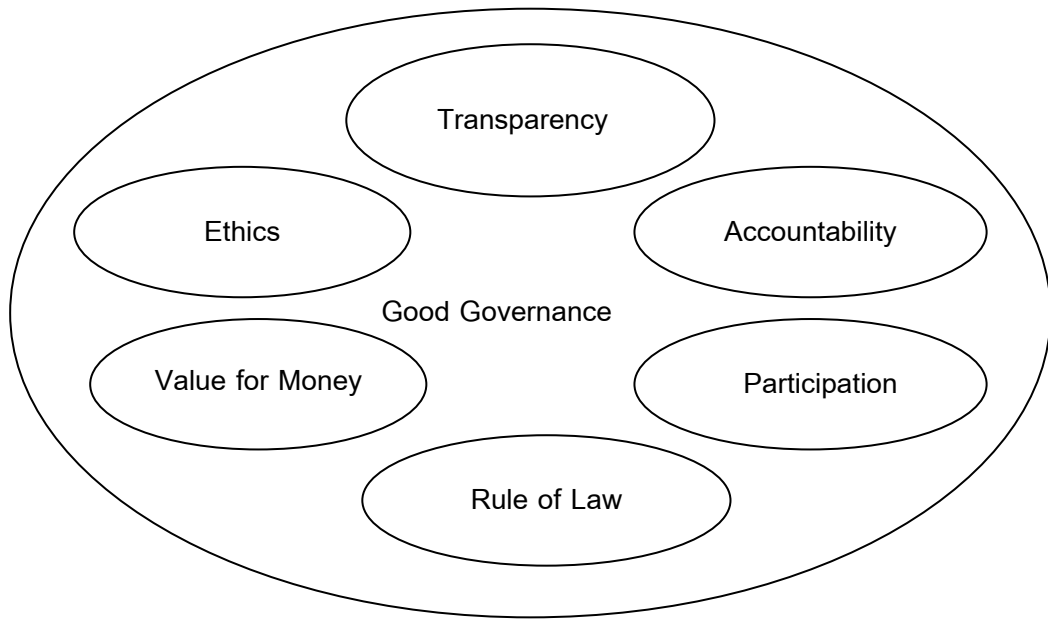 Transparency
Ethics
Accountability
Good Governance
Value for Money
Participation
Rule of Law